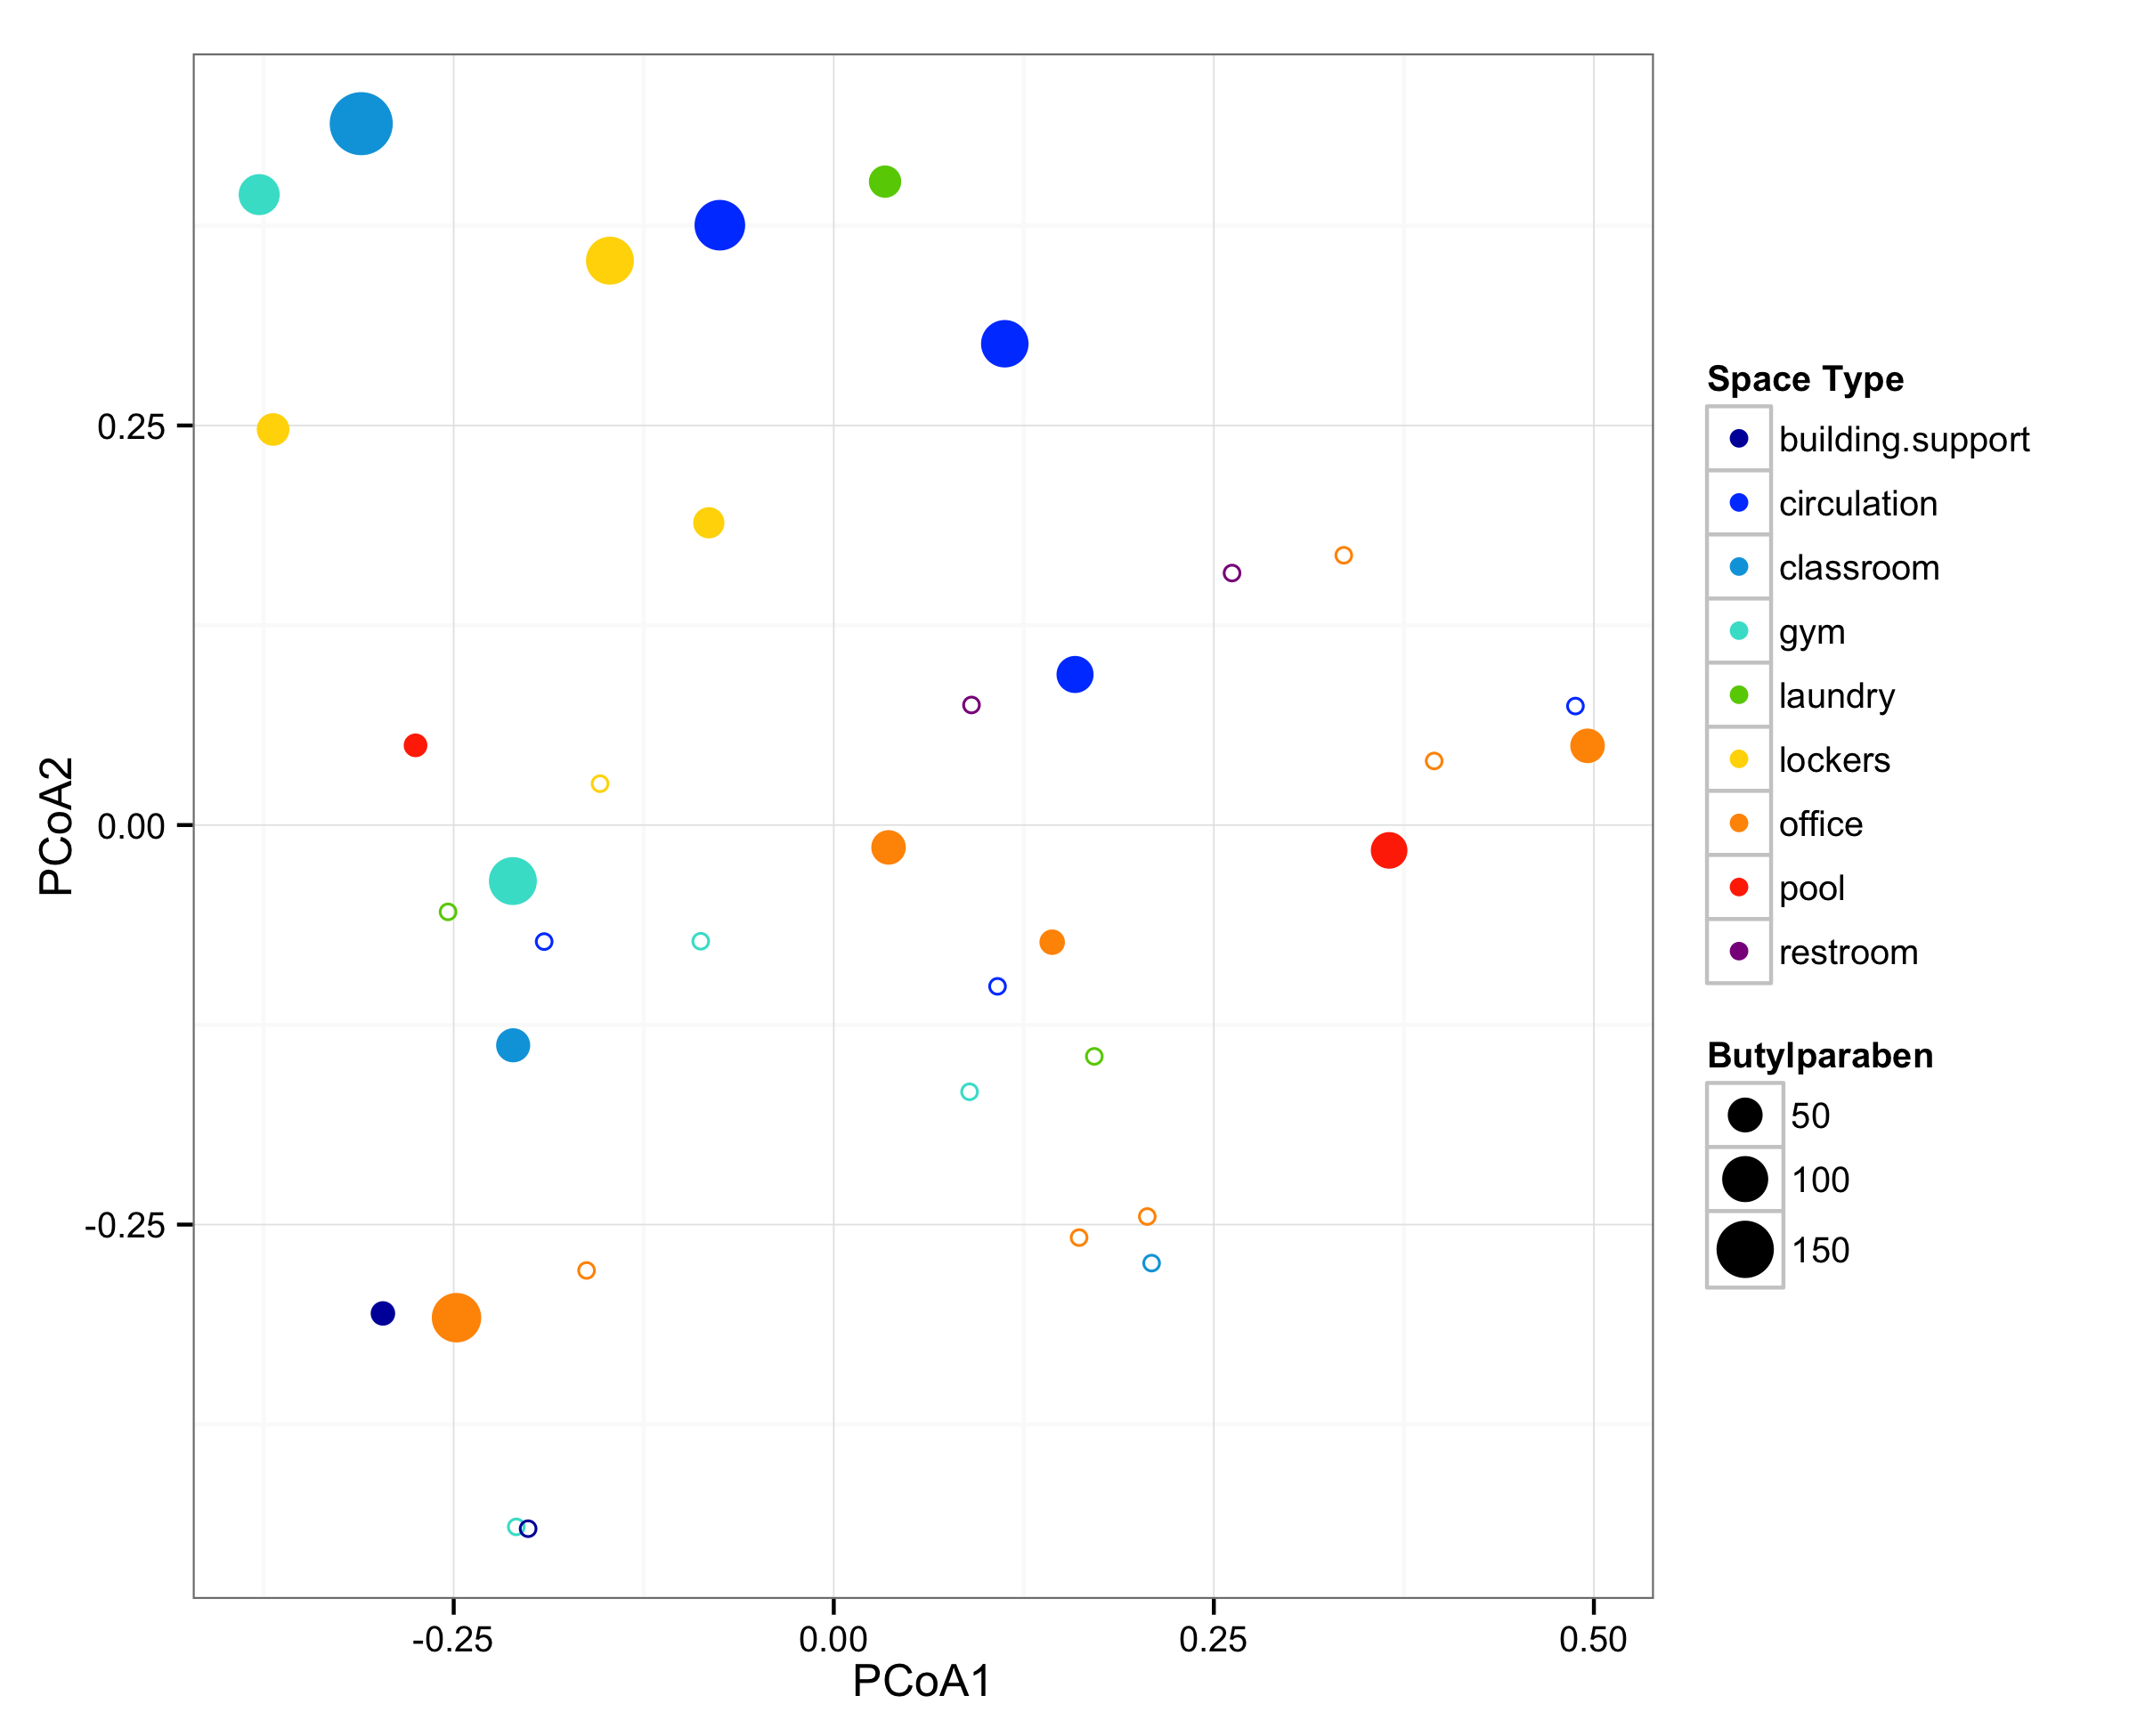 PCoA2
0.25
0.00
-0.25
-0.25 0.00 0.25 0.50
PCoA1
Space Type
building.support
circulation
classroom
gym
laundry
lockers
office
pool
restroom
Butylparaben
50
100
150